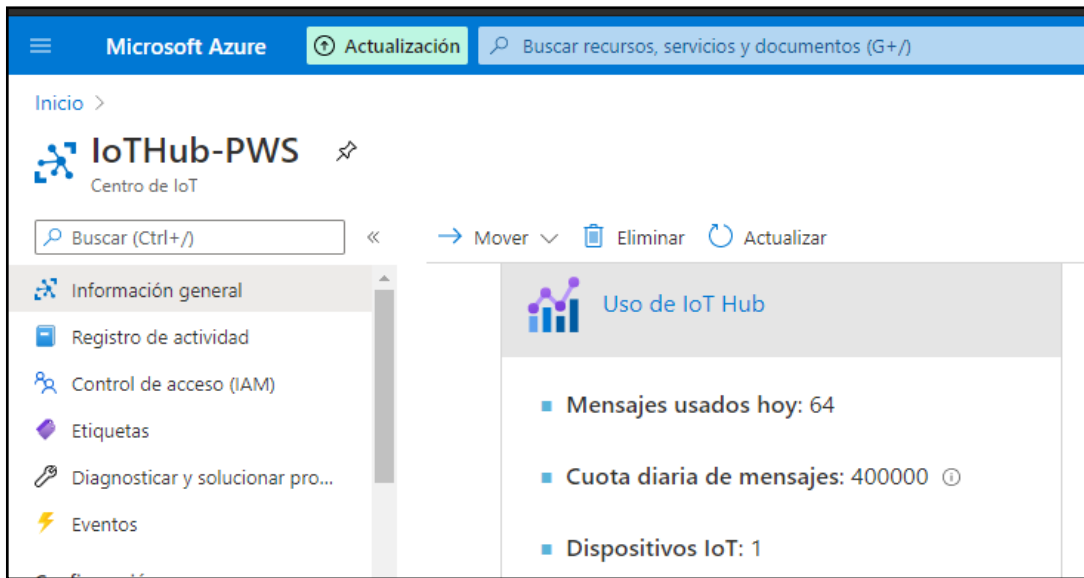 Microsoft Azure
Actualización
Buscar recursos, servicios y documentos (G+/)
Inicio >
IoTHub-PWS
Centro de IoT
Buscar (Ctrl+/)
«
Mover
Eliminar
Actualizar
Información general
Registro de actividad
Control de acceso (IAM)
Etiquetas
Diagnosticar y solucionar pro...
Eventos
Uso de IoT Hub
Mensajes usados hoy: 64
Cuota diaria de mensajes: 400000
Dispositivos IoT: 1